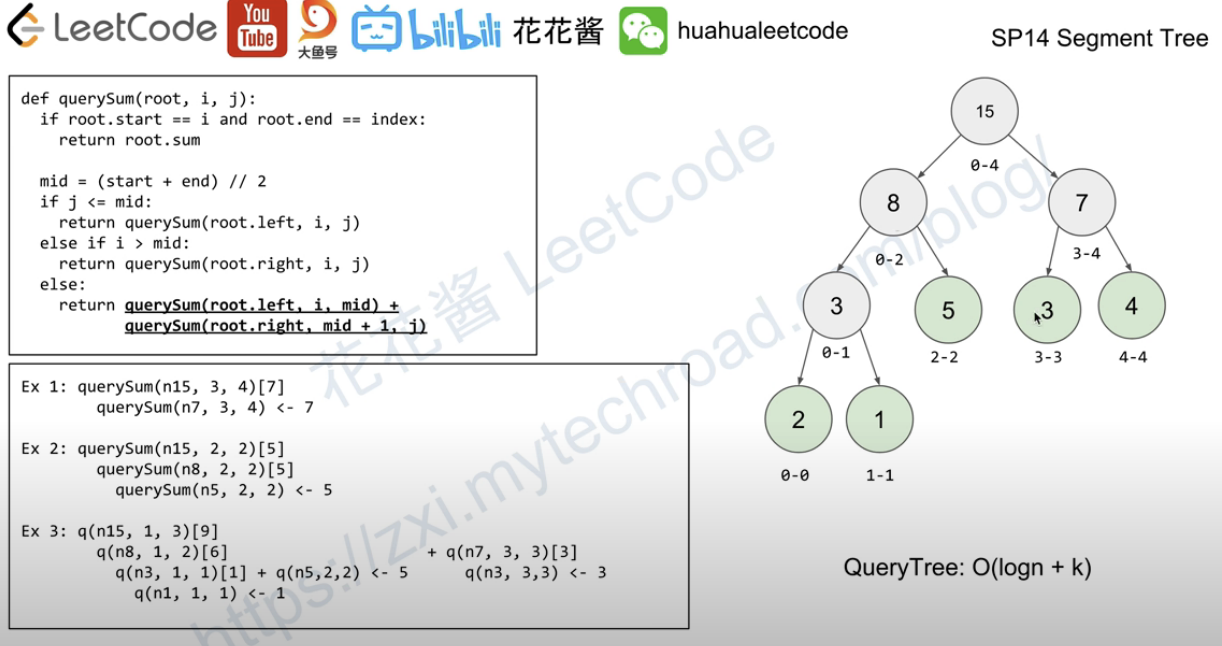 LeetCode You Tube 大鱼号 bilibili 花花酱 huahualeetcode
SP14 Segment Tree
def querySum(root, i, j):
if root.start == i and root.end == index:
return root.sum
mid = (start + end) // 2
if j <= mid:
return querySum(root.left, i, j)
else if i > mid:
return querySum(root.right, i, j)
else:
return querySum(root.left, i, mid) +
querySum(root.right, mid + 1, j)
Ex 1: querySum(n15, 3, 4)[7]
querySum(n7, 3, 4) <- 7
Ex 2: querySum(n15, 2, 2)[5]
querySum(n8, 2, 2)[5]
querySum(n5, 2, 2) <- 5
Ex 3: q(n15, 1, 3)[9]
q(n8, 1, 2)[6] + q(n7, 3, 3)[3]
q(n3, 1, 1)[1] + q(n5,2,2) <- 5 q(n3, 3,3) <- 3
q(n1, 1, 1) <- 1
15
0-4
8 7
0-2 3-4
3 5 3 4
0-1 2-2 3-3 4-4
2 1
0-0 1-1
QueryTree: O(logn + k)
花花酱 LeetCode
https://zxi.mytechroad.com/blog/